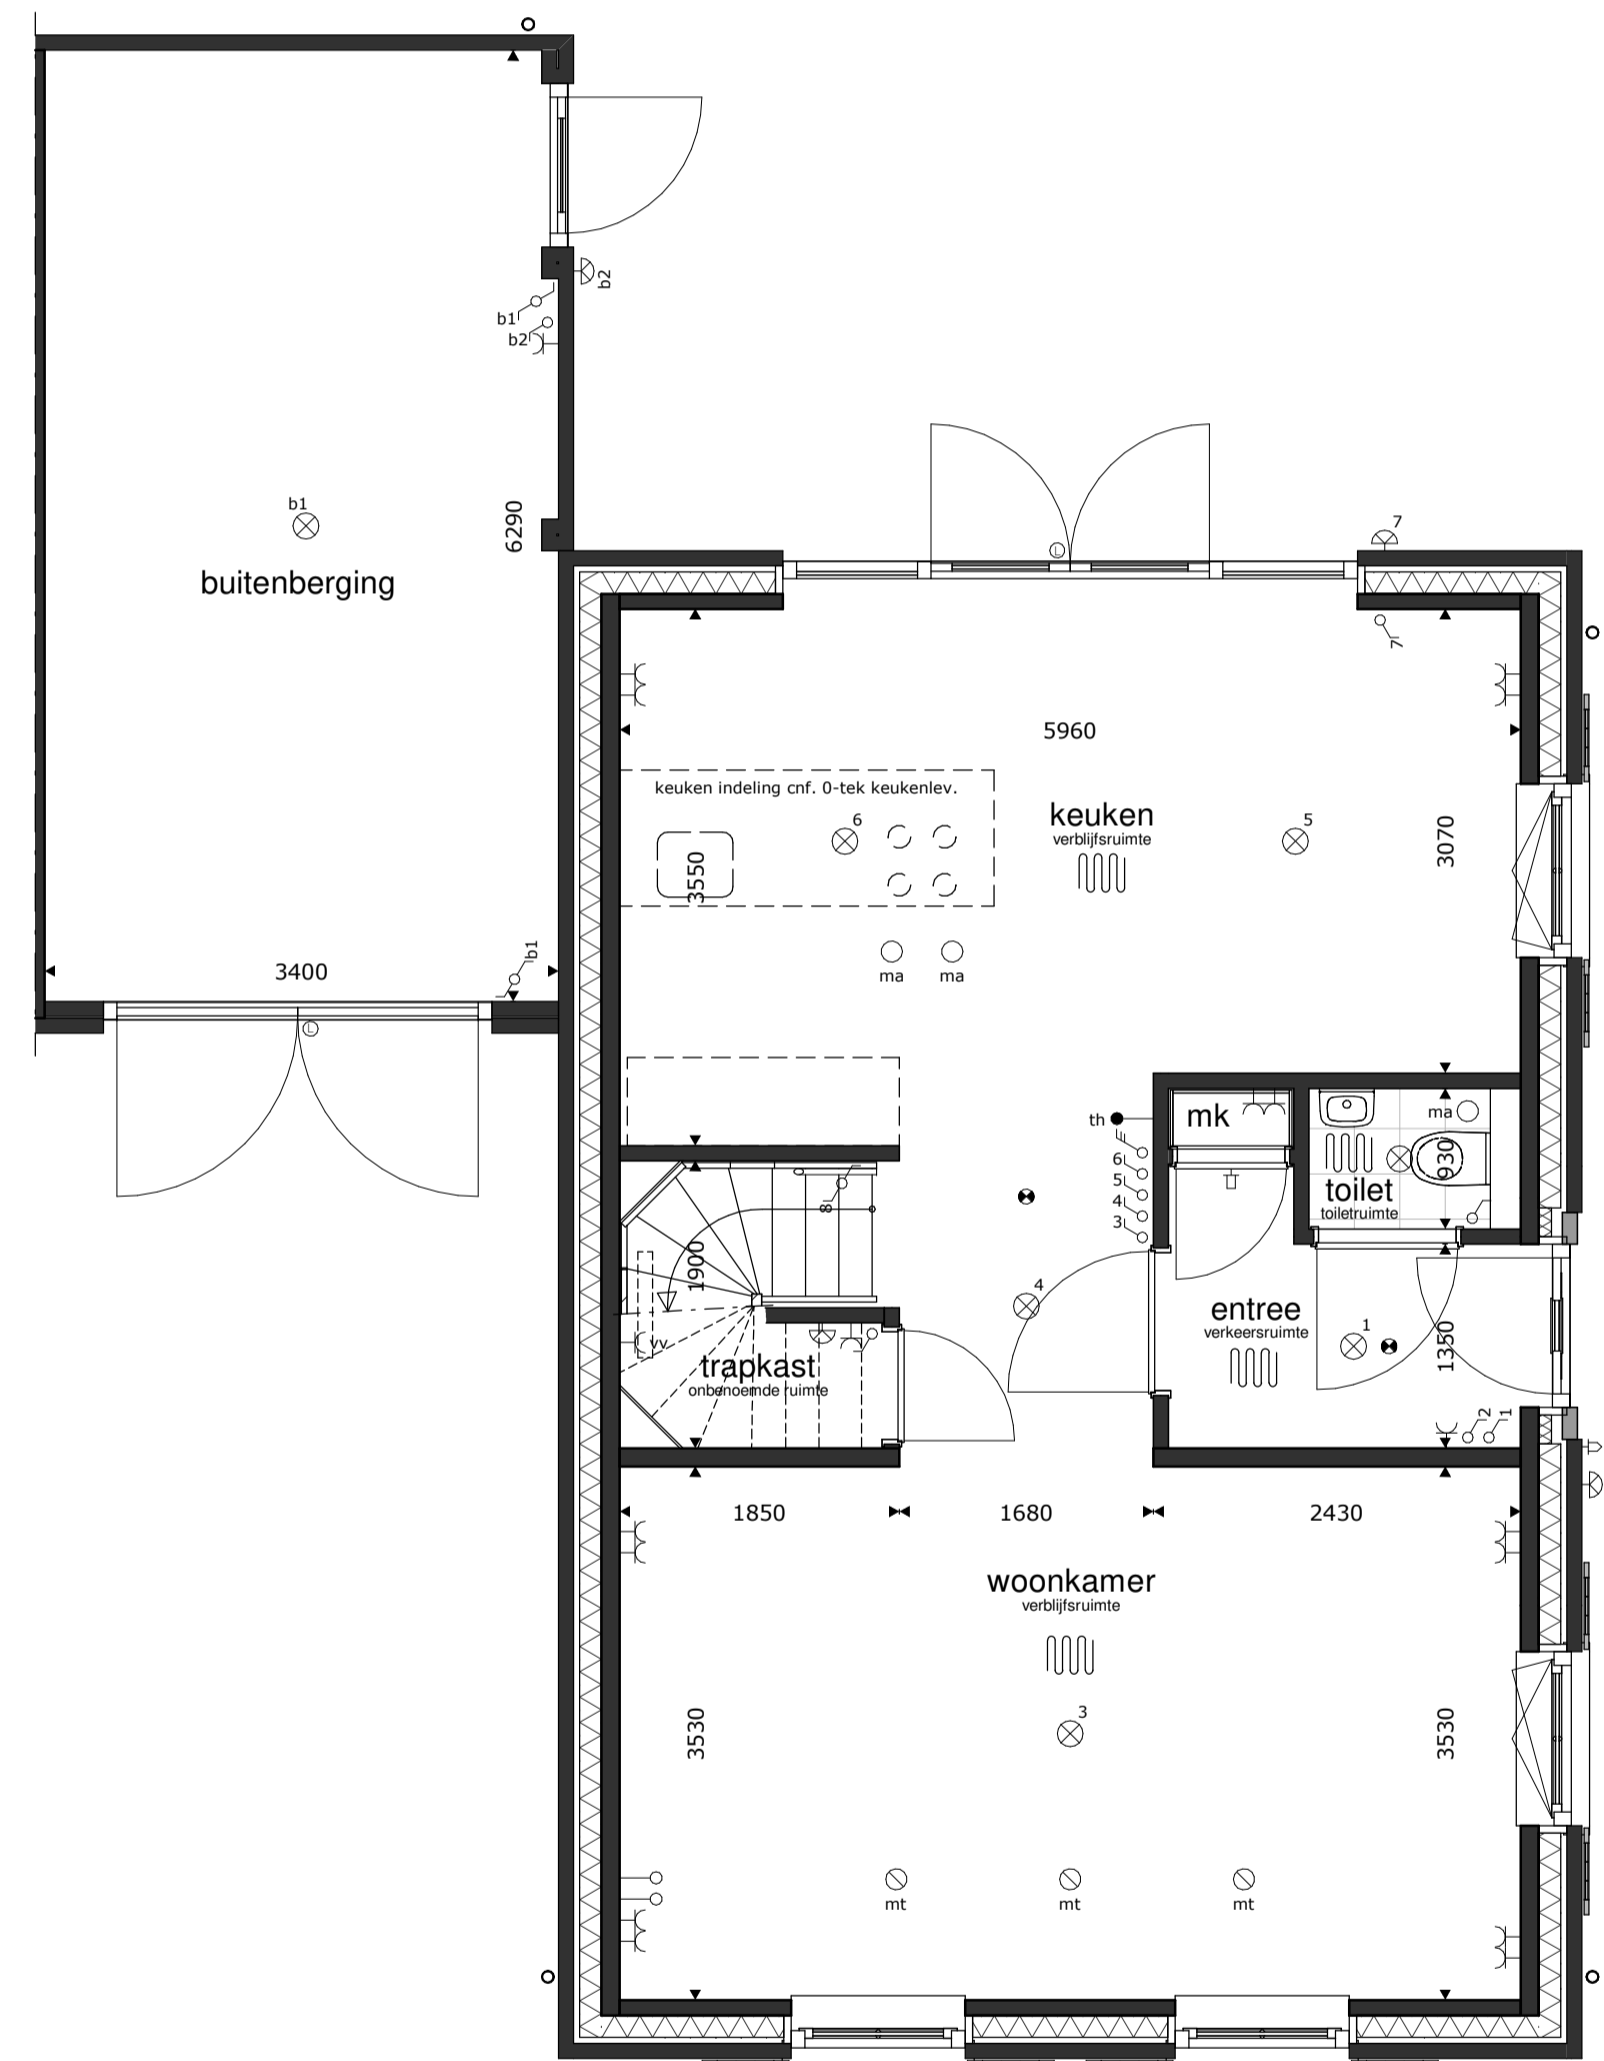 b2
b1
b2
b1
6290
buitenberging
7
7
5960
keuken indeling cnf. 0-tek keukenlev.
keuken
verblijfsruimte
6
5
3550
3070
ma
ma
b1
3400
L
L
th
mk
ma
930
toilet
toiletruimte
6
5
4
3
8
1900
4
entree
verkeersruimte
1
1350
vv
trapkast
onbenoemde ruimte
2
1
1850
1680
2430
woonkamer
verblijfsruimte
3
3530
3530
mt
mt
mt